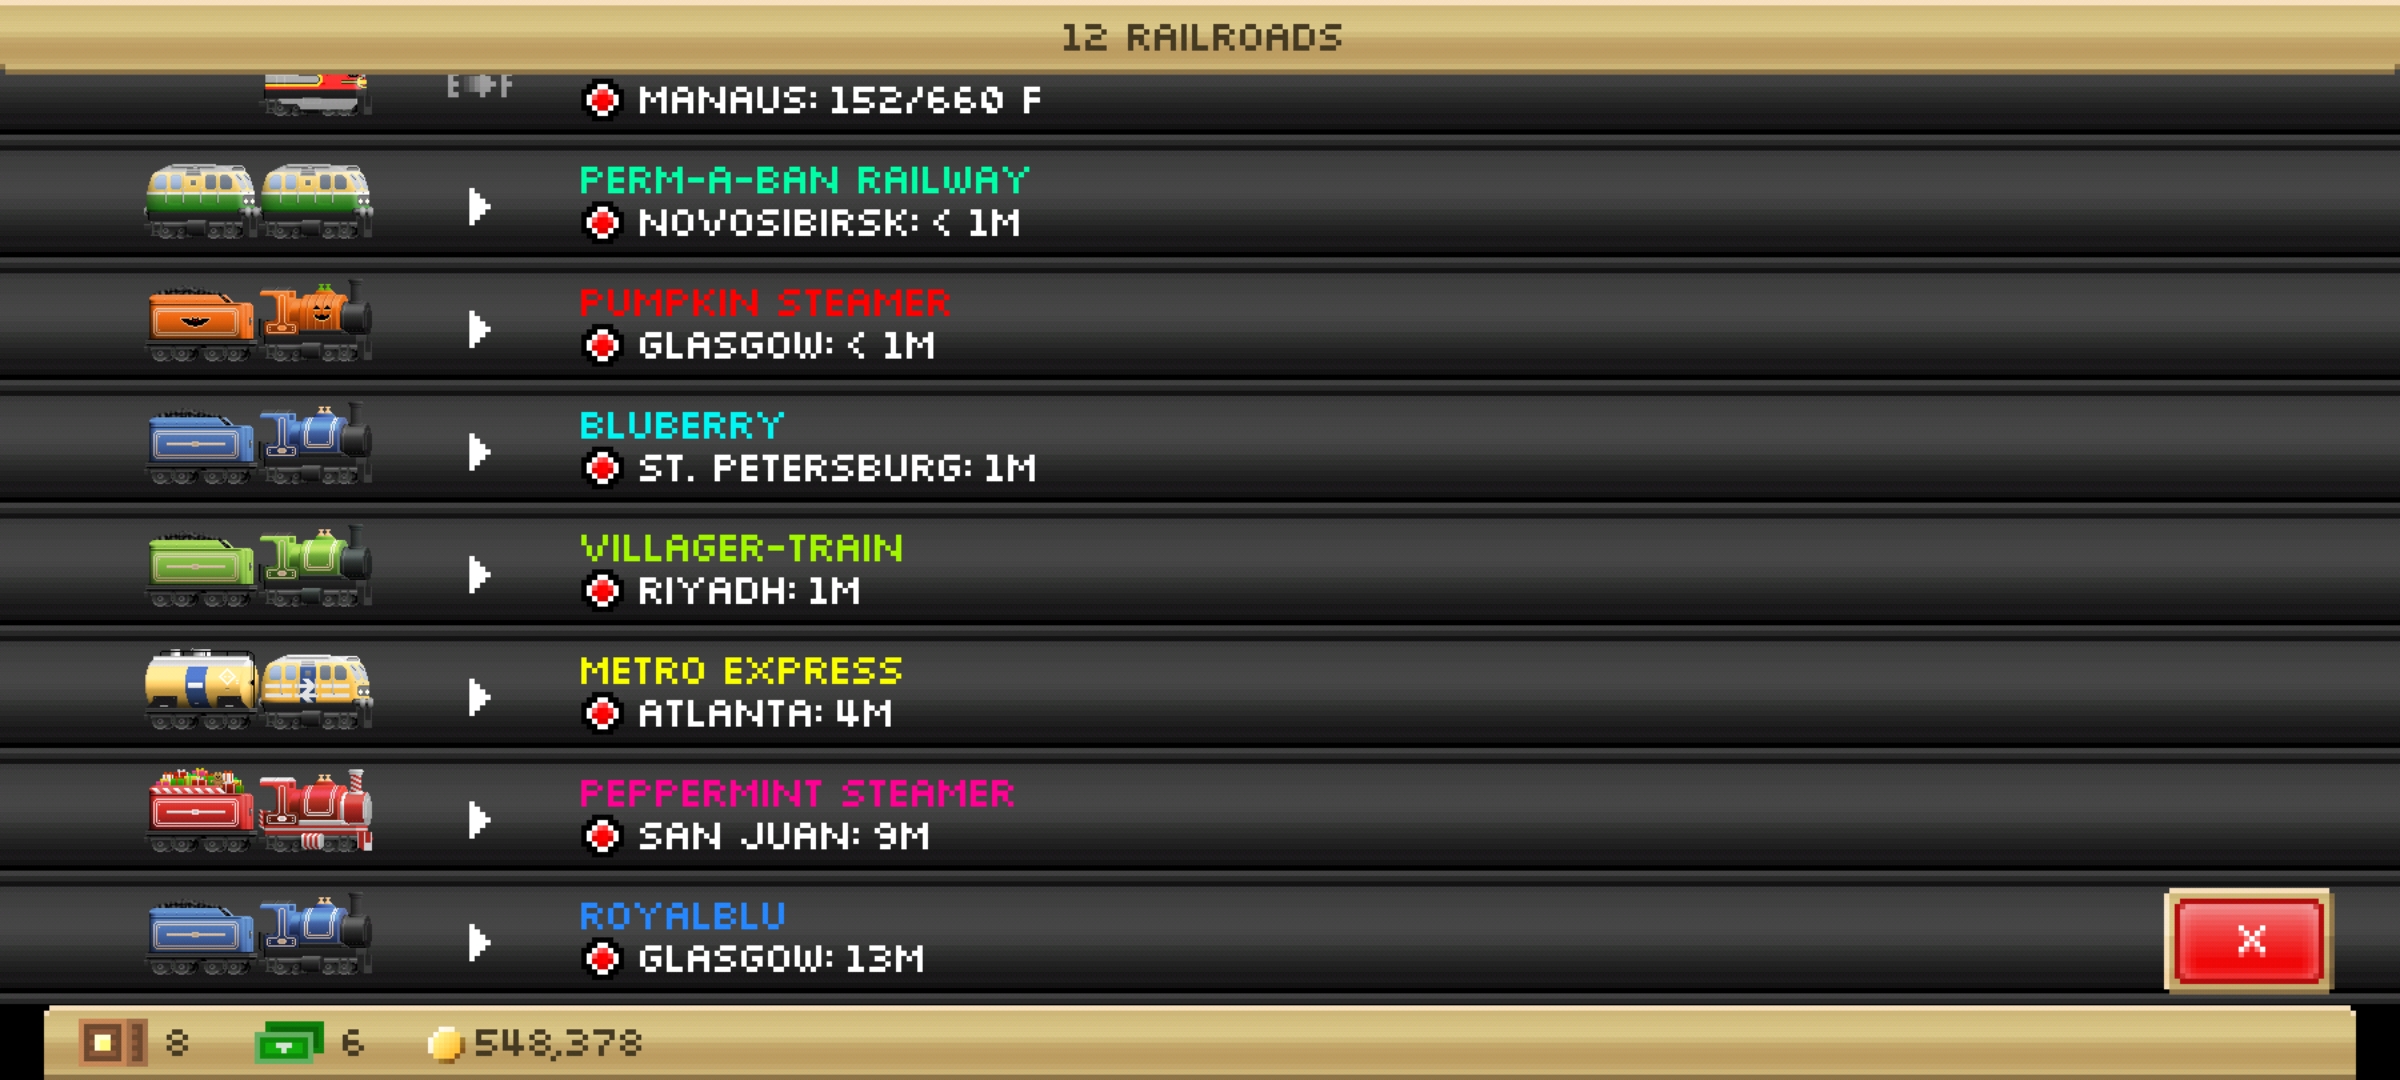 12 RAILROADS
E F
MANAUS: 152/660 F
PERM-A-BAN RAILWAY
NOVOSIBIRSK: < 1M
PUMPKIN STEAMER
GLASGOW: < 1M
BLUBERRY
ST. PETERSBURG: 1M
VILLAGER-TRAIN
RIYADH: 1M
METRO EXPRESS
ATLANTA: 4M
PEPPERMINT STEAMER
SAN JUAN: 9M
ROYALBLU
GLASGOW: 13M
X
8 6 548,378